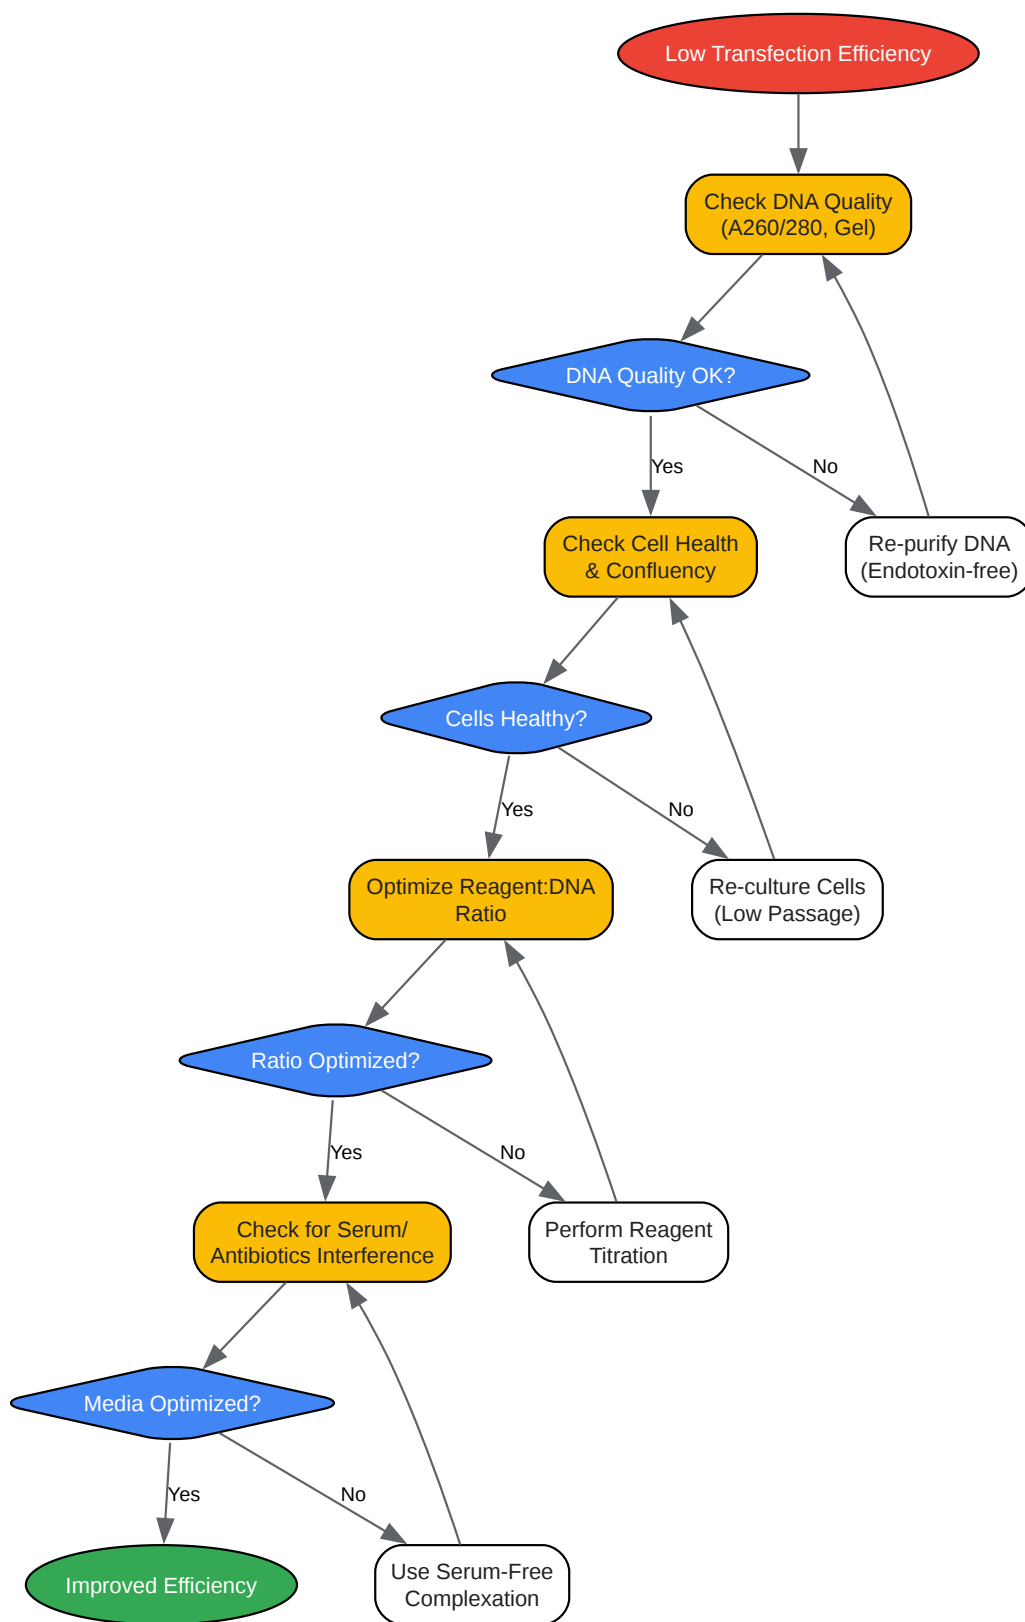 Low Transfection Efficiency
Check DNA Quality
(A260/280, Gel)
DNA Quality OK?
Yes
No
Check Cell Health
& Confluency
Re-purify DNA
(Endotoxin-free)
Cells Healthy?
Yes
No
Optimize Reagent:DNA
Ratio
Re-culture Cells
(Low Passage)
Ratio Optimized?
Yes
No
Check for Serum/
Antibiotics Interference
Perform Reagent
Titration
Media Optimized?
Yes
No
Improved Efficiency
Use Serum-Free
Complexation